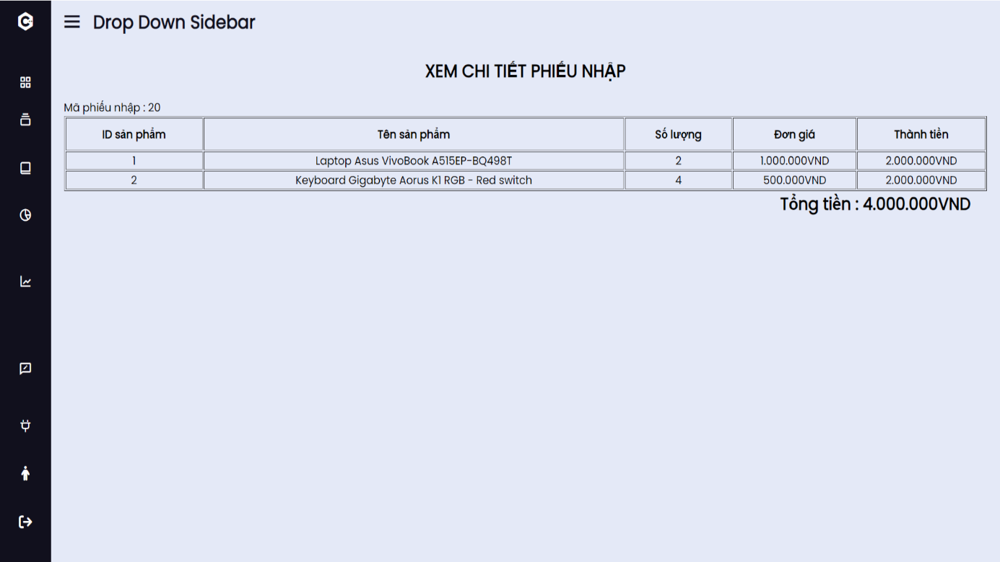 Drop Down Sidebar
XEM CHI TIẾT PHIẾU NHẬP
Mã phiếu nhập : 20
ID sản phẩm Tên sản phẩm Số lượng Đơn giá Thành tiền
1 Laptop Asus VivoBook A515EP-BQ498T 2 1.000.000VND 2.000.000VND
2 Keyboard Gigabyte Aorus K1 RGB - Red switch 4 500.000VND 2.000.000VND
Tổng tiền : 4.000.000VND